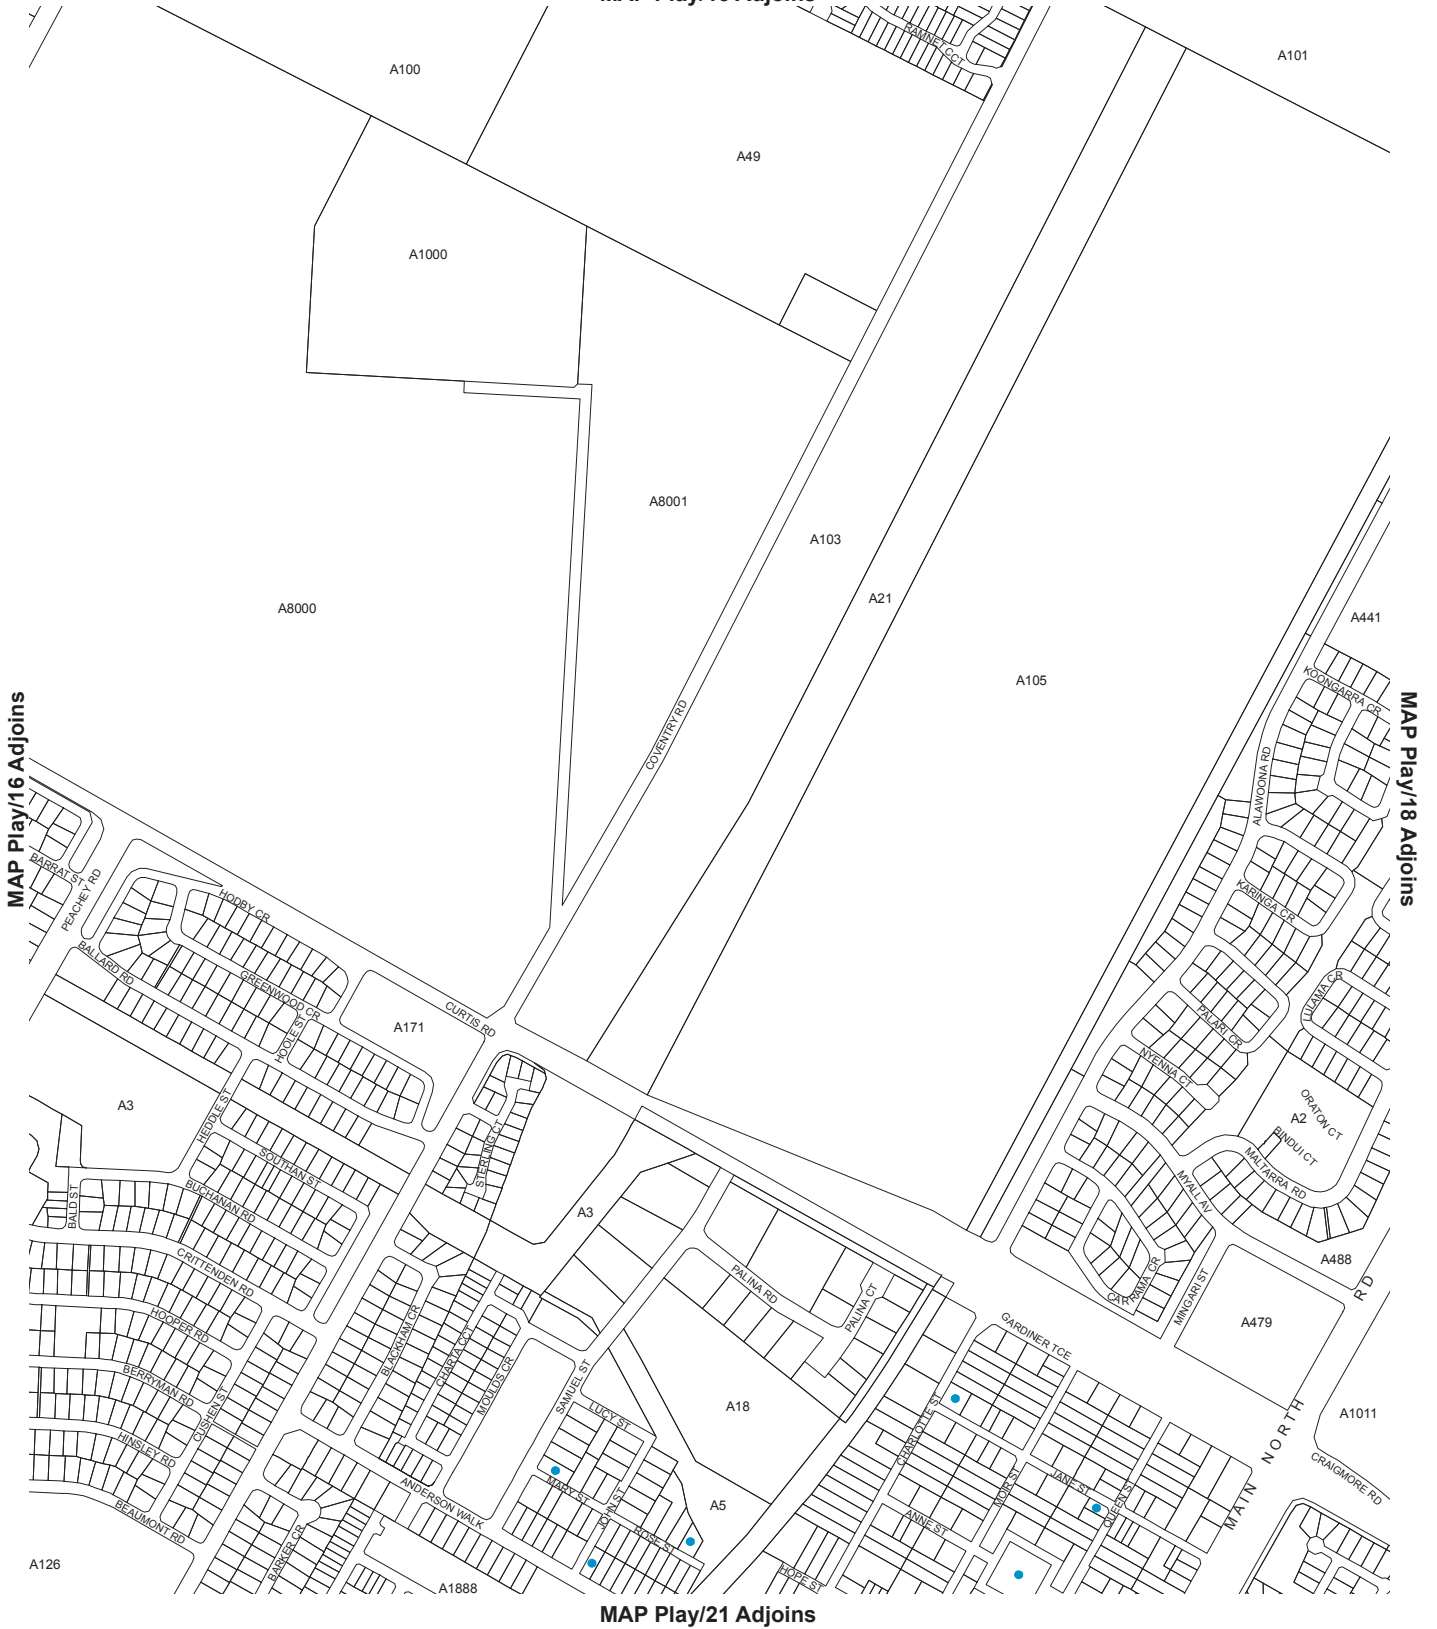 RAMNET CCT
A100
A101
A49
A1000
A8001
A103
A21
A8000
A441
A105
KOONGARRA CR
COVENTRY RD
ALAWOONA RD
MAP Play/16 Adjoins
MAP Play/18 Adjoins
BARRAT ST
PEACHEY RD
HODBY CR
KARINGA CR
BALLARD RD
GREENWOOD CR
CURTIS RD
A171
HOOLE ST
LULAMA CR
PALARI CR
NYENNA CT
A3
HEDDLE ST
STERLING CT
ORATON CT
A2
BINDUI CT
MALTARRA RD
SOUTHAN ST
BUCHANAN RD
BALD ST
MYALL AV
A3
CRITTENDEN RD
PALINA RD
PALINA CT
CARRAMA CR
MINGARI ST
A488
HOOPER RD
BLACKHAM CR
GARDINER TCE
A479
BERRYMAN RD
CHARTA CCT
MOULDS CR
SAMUEL ST
CUSHEN ST
LUCY ST
A18
CHARLOTTE ST
A1011
HINSLEY RD
ANDERSON WALK
MARY ST
JOHN ST
ROSE ST
A5
MOIR ST
JANE ST
QUEEN ST
MAIN NORTH RD
CRAIGMORE RD
BEAUMONT RD
ANNE ST
BARKER CR
A126
A1888
HOPE ST
MAP Play/21 Adjoins